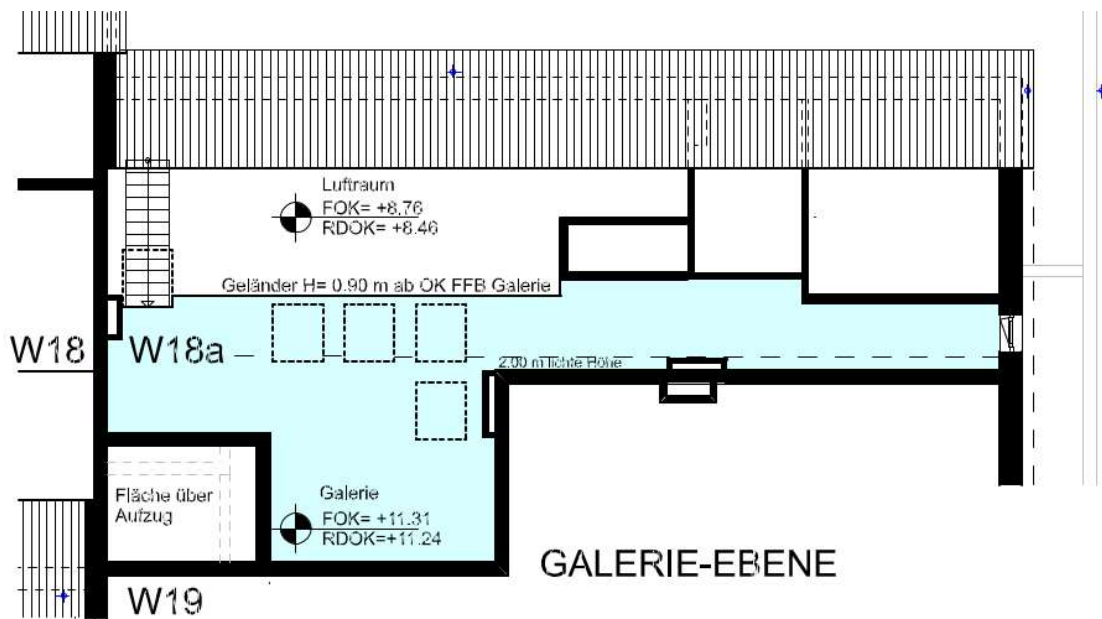 Luftraum
FOK= +8.76
RDOK= +8.46
Geländer H= 0.90 m ab OK FFB Galerie
W18
W18a
2.00 m lichte Höhe
Fläche über
Aufzug
Galerie
FOK= +11.31
RDOK=+11.24
GALERIE-EBENE
W19